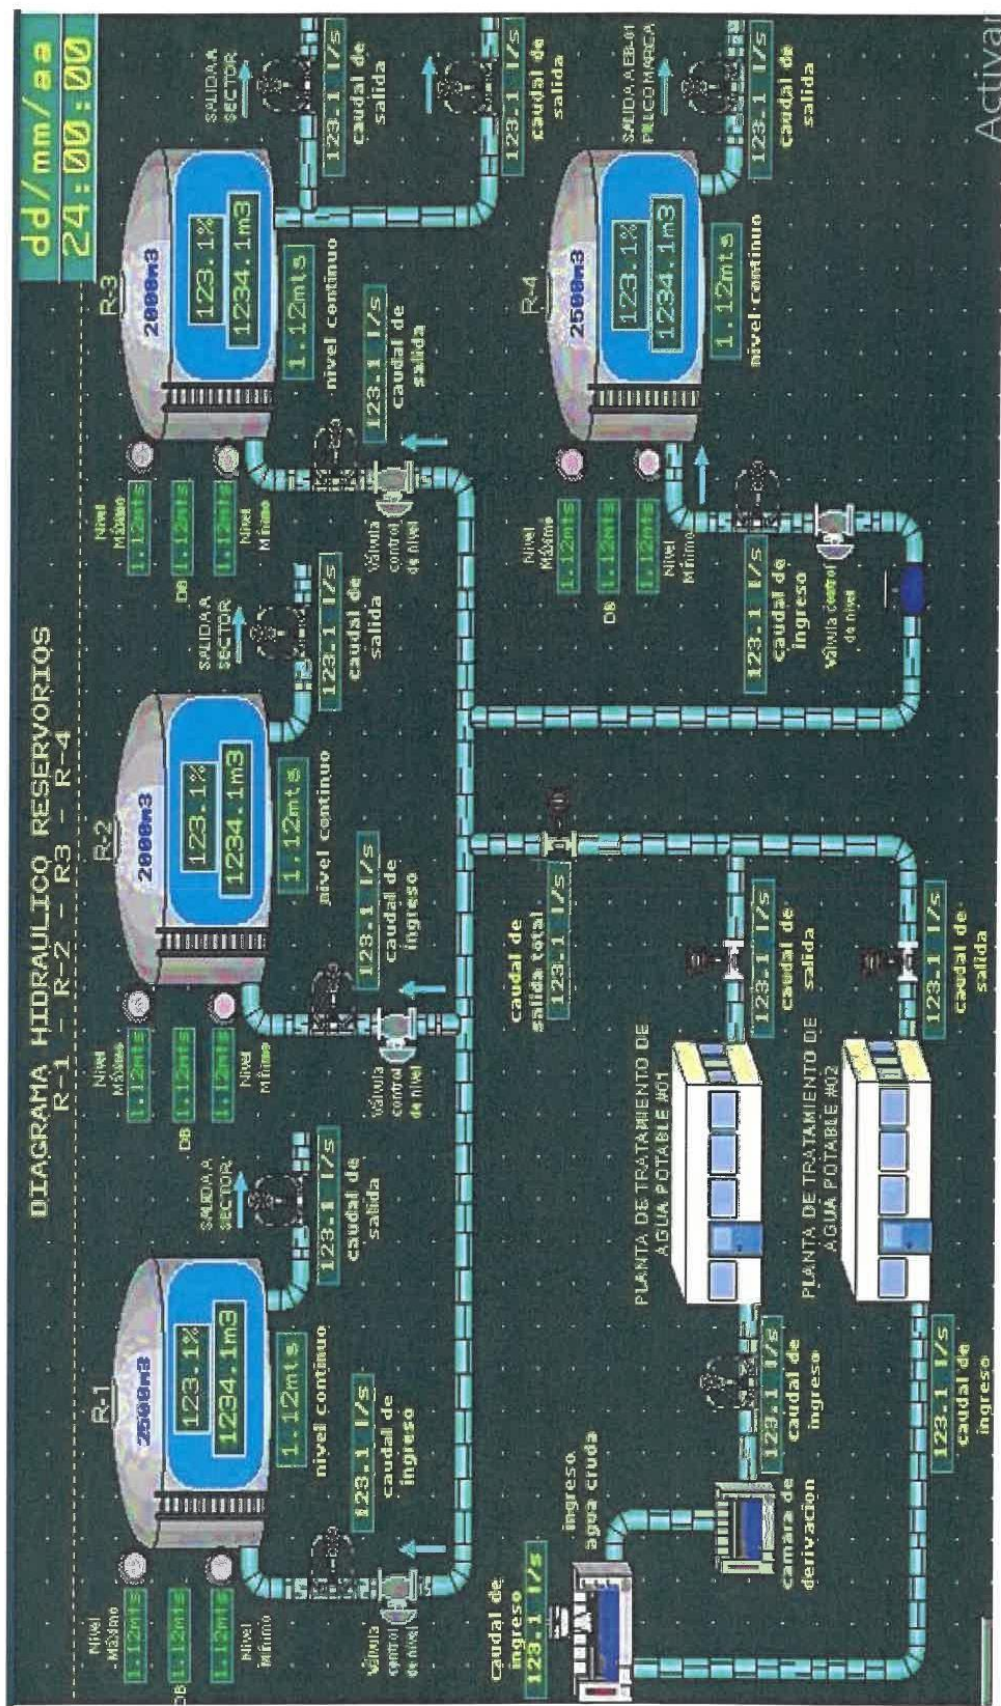 dd/mm/aa
24:00:00
DIAGRAMA HIDRAULICO RESERVORIOS
R-1 - R-2 - R3 - R-4
R-1
2500m3
123.1%
1234.1m3
1.12mts
nivel continuo
Nivel
Máximo
1.12mts
DB
1.12mts
1.12mts
Nivel
Mínimo
SALIDA A
SECTOR
123.1 l/s
caudal de
salida
123.1 l/s
caudal de
ingreso
Válvula
control
de nivel
R-2
2000m3
123.1%
1234.1m3
1.12mts
nivel continuo
Nivel
Máximo
1.12mts
DB
1.12mts
1.12mts
Nivel
Mínimo
SALIDA A
SECTOR
123.1 l/s
caudal de
salida
123.1 l/s
caudal de
ingreso
Válvula
control
de nivel
R-3
2000m3
123.1%
1234.1m3
1.12mts
nivel continuo
Nivel
Máximo
1.12mts
DB
1.12mts
1.12mts
Nivel
Mínimo
SALIDA A
SECTOR
123.1 l/s
caudal de
salida
123.1 l/s
caudal de
salida
123.1 l/s
caudal de
salida
Válvula
control
de nivel
R-4
2500m3
123.1%
1234.1m3
1.12mts
nivel continuo
Nivel
Máximo
1.12mts
DB
1.12mts
1.12mts
Nivel
Mínimo
SALIDA EB-01
PILLCOMARCA
123.1 l/s
caudal de
salida
123.1 l/s
caudal de
ingreso
Válvula control
de nivel
caudal de
salida total
123.1 l/s
caudal de
ingreso
123.1 l/s
ingreso
agua cruda
camara de
derivacion
123.1 l/s
caudal de
ingreso
PLANTA DE TRATAMIENTO DE
AGUA POTABLE #01
123.1 l/s
caudal de
salida
PLANTA DE TRATAMIENTO DE
AGUA POTABLE #02
123.1 l/s
caudal de
ingreso
123.1 l/s
caudal de
salida
Activar